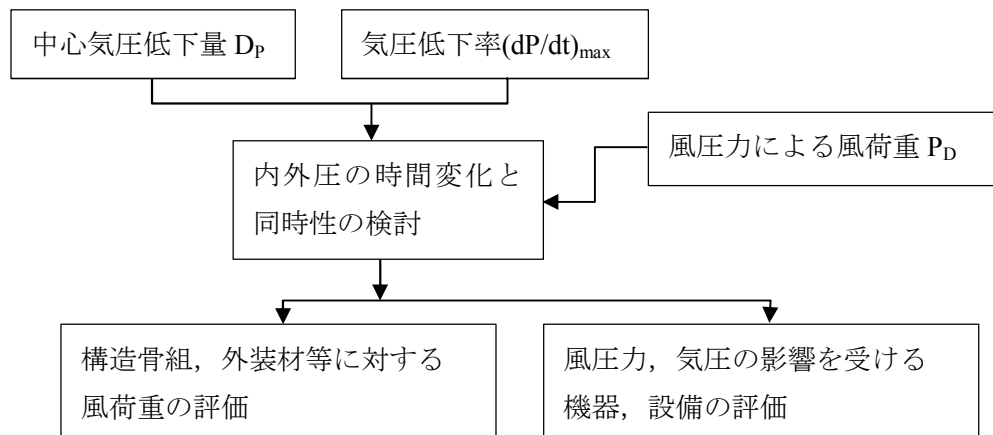 中心気圧低下量 DP
気圧低下率(dP/dt)max
風圧力による風荷重 PD
内外圧の時間変化と
同時性の検討
構造骨組，外装材等に対する
風荷重の評価
風圧力，気圧の影響を受ける
機器，設備の評価